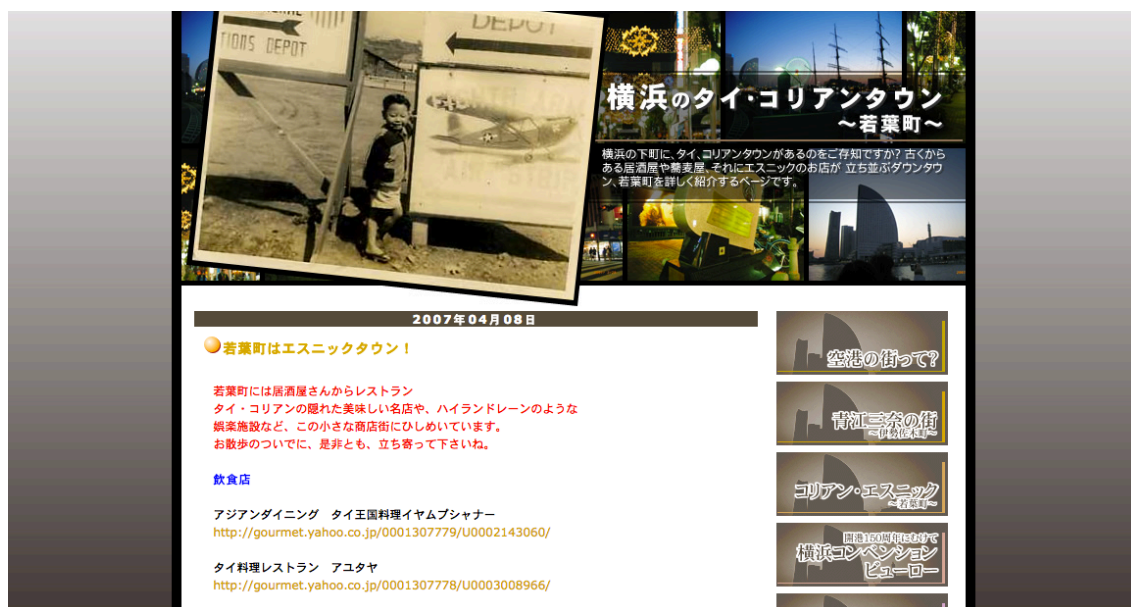 TIONS DEPOT
DEPOT
横浜のタイ・コリアンタウン
～若葉町～
横浜の下町に、タイ、コリアンタウンがあるのをご存知ですか? 古くから
ある居酒屋や蕎麦屋、それにエスニックのお店が 立ち並ぶダウンタウ
ン、若葉町を詳しく紹介するページです。
2007年04月08日
若葉町はエスニックタウン！
若葉町には居酒屋さんからレストラン
タイ・コリアンの隠れた美味しい名店や、ハイランドレーンのような
娯楽施設など、この小さな商店街にひしめいています。
お散歩のついでに、是非とも、立ち寄って下さいね。
飲食店
アジアンダイニング　タイ王国料理イヤムプシャナー
http://gourmet.yahoo.co.jp/0001307779/U0002143060/
タイ料理レストラン　アユタヤ
http://gourmet.yahoo.co.jp/0001307778/U0003008966/
空港の街って?
青江三奈の街
～伊勢佐木町～
コリアン・エスニック
～若葉町～
開港150周年にむけて
横浜コンベンション
ビューロー